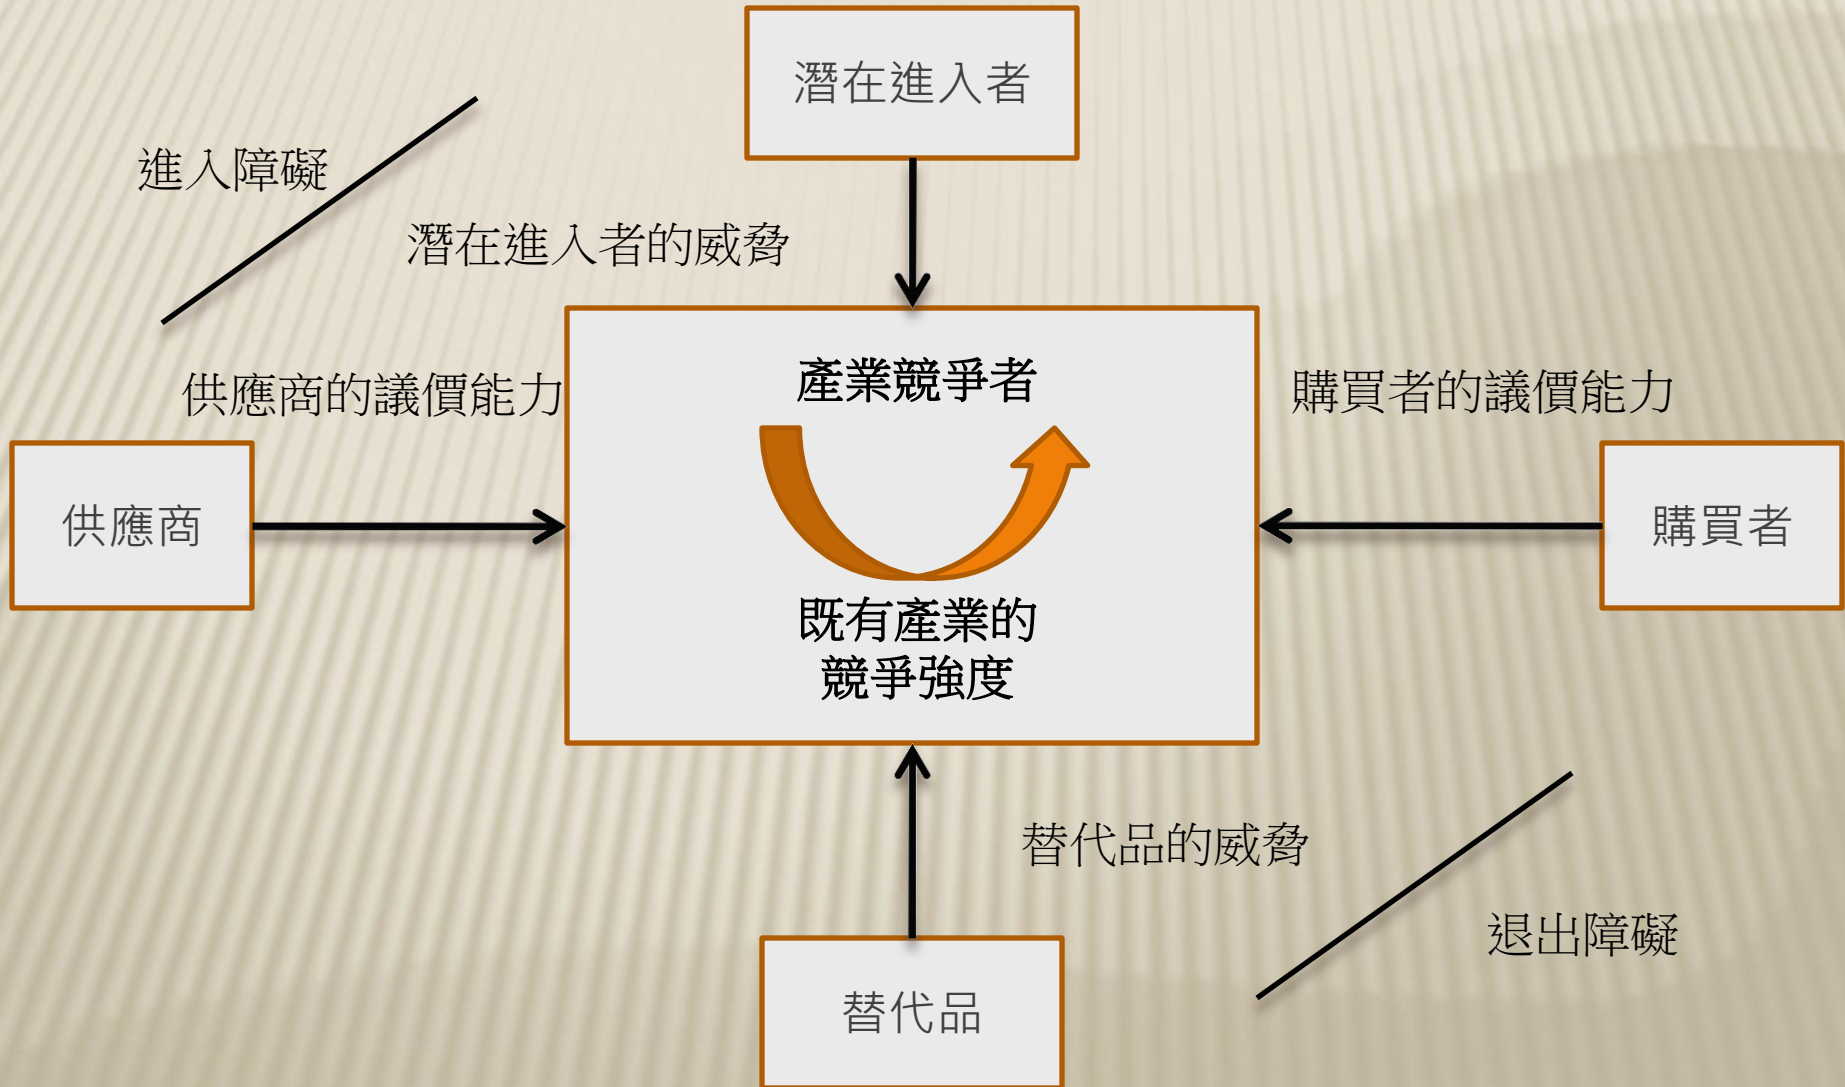 潛在進入者
進入障礙
潛在進入者的威脅
產業競爭者
供應商的議價能力
購買者的議價能力
供應商
購買者
既有產業的
競爭強度
替代品的威脅
退出障礙
替代品